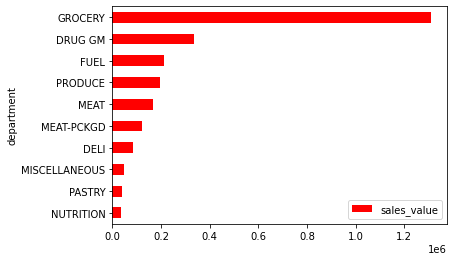 GROCERY
DRUG GM
FUEL
PRODUCE
MEAT
MEAT-PCKGD
DELI
MISCELLANEOUS
PASTRY
NUTRITION
department
sales_value
0.0 0.2 0.4 0.6 0.8 1.0 1.2
1e6